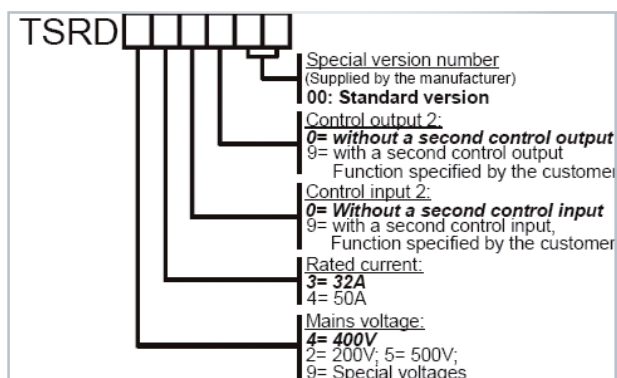 TSRD
Special version number
(Supplied by the manufacturer)
00: Standard version
Control output 2:
0= without a second control output
9= with a second control output
Function specified by the customer
Control input 2:
0= Without a second control input
9= with a second control input,
Function specified by the customer
Rated current:
3= 32A
4= 50A
Mains voltage:
4= 400V
2= 200V; 5= 500V;
9= Special voltages